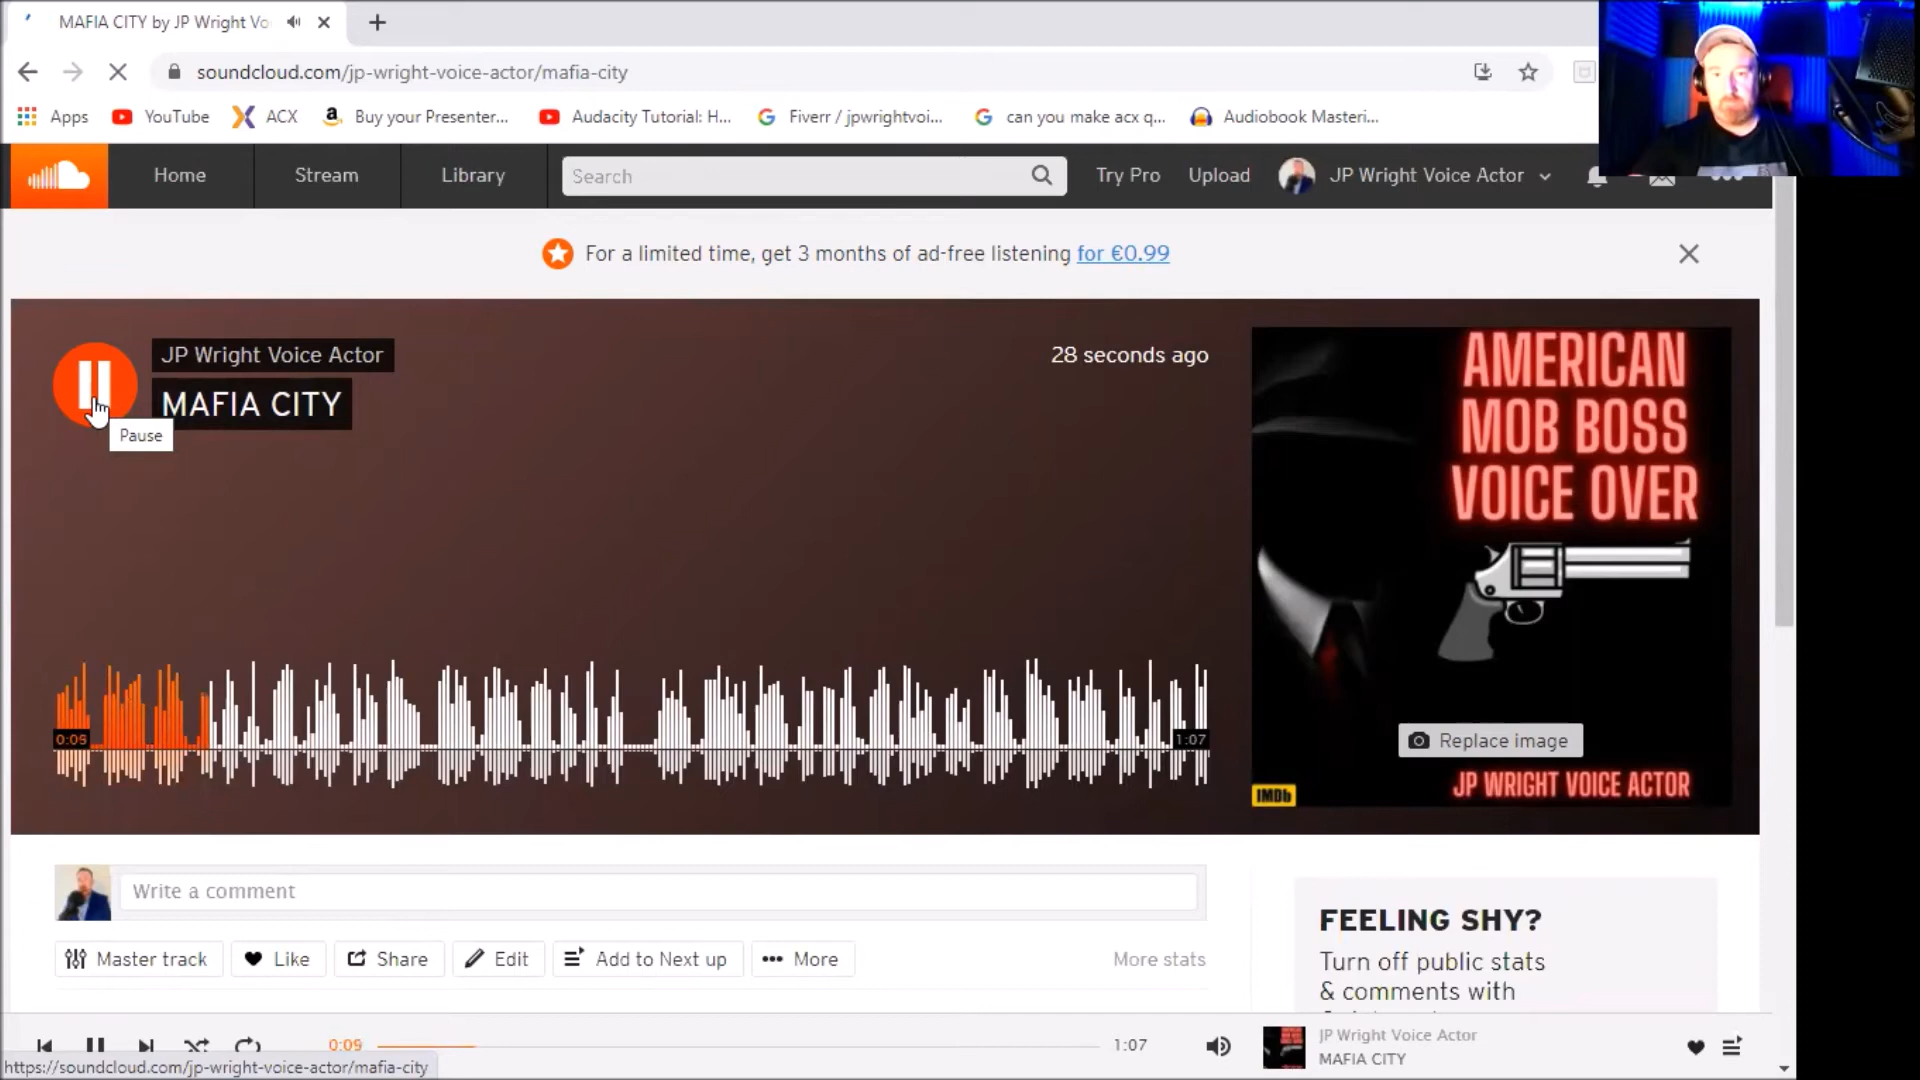 MAFIA CITY by JP Wright Vo
soundcloud.com/jp-wright-voice-actor/mafia-city
Apps
YouTube
ACX
Buy your Presenter...
Audacity Tutorial: H...
Fiverr / jpwrightvoi...
can you make acx q...
Audiobook Masteri...
Home
Stream
Library
Search
Try Pro
Upload
JP Wright Voice Actor
For a limited time, get 3 months of ad-free listening for €0.99
JP Wright Voice Actor
28 seconds ago
MAFIA CITY
Pause
AMERICAN
MOB BOSS
VOICE OVER
0:09
1:07
Replace image
IMDb
JP WRIGHT VOICE ACTOR
Write a comment
Master track
Like
Share
Edit
Add to Next up
More
More stats
FEELING SHY?
Turn off public stats
& comments with
0:09
1:07
JP Wright Voice Actor
MAFIA CITY
https://soundcloud.com/jp-wright-voice-actor/mafia-city